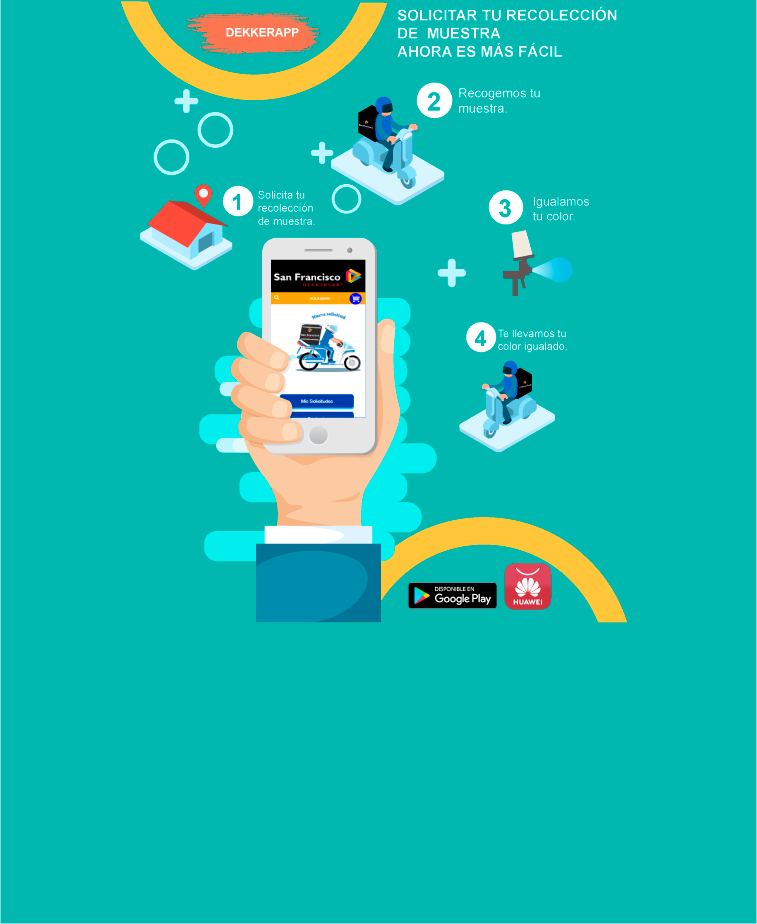 DEKKERAPP
SOLICITAR TU RECOLECCIÓN
DE MUESTRA
AHORA ES MÁS FÁCIL
2
Recogemos tu
muestra.
1
Solicita tu
recolección
de muestra.
3
Igualamos
tu color
San Francisco
DEKKERLAB
Nueva solicitud
Mis Solicitudes
4
Te llevamos tu
color igualado.
DISPONIBLE EN
Google Play
HUAWEI